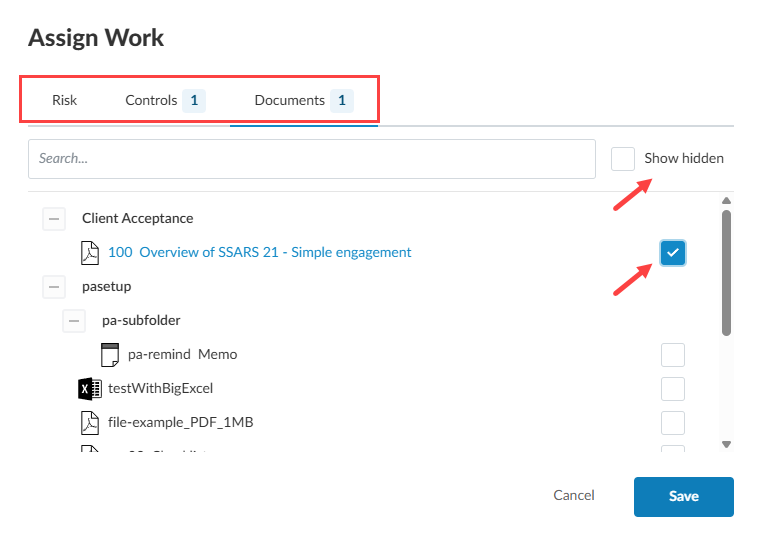 Assign Work
Risk Controls 1 Documents 1
Search... Show hidden
Client Acceptance
100 Overview of SSARS 21 - Simple engagement
pasetup
pa-subfolder
pa-remind Memo
testWithBigExcel
file-example_PDF_1MB
Cancel Save